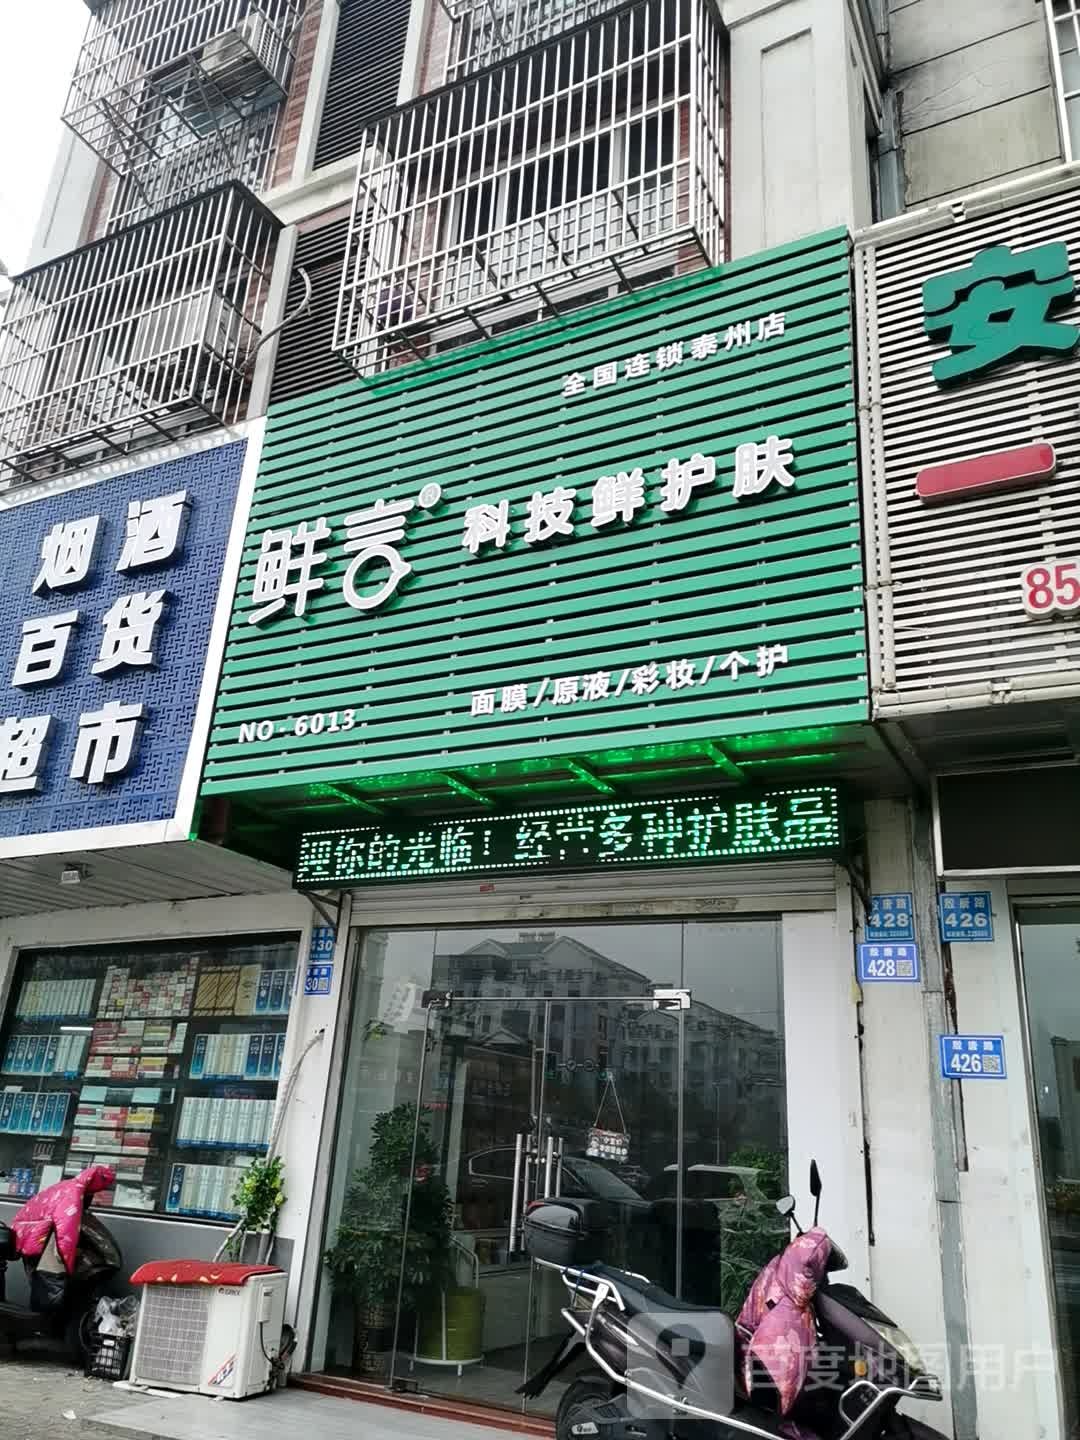 全国连锁泰州店
鲜言® 科技鲜护肤
NO·6013
面膜/原液/彩妆/个护
迎你的光临！经营多种护肤品
烟酒
百货
超市
安
85
428
428
426
426
430
30
百度地图用户